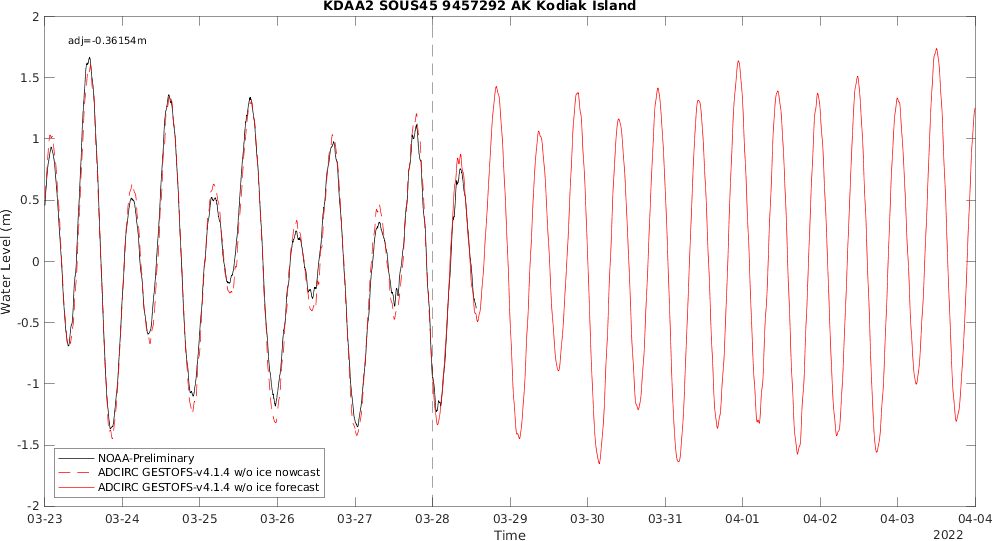 KDAA2 SOUS45 9457292 AK Kodiak Island
adj=-0.36154m
2
1.5
1
0.5
0
-0.5
-1
-1.5
-2
Water Level (m)
NOAA-Preliminary
ADCIRC GESTOFS-v4.1.4 w/o ice nowcast
ADCIRC GESTOFS-v4.1.4 w/o ice forecast
03-23 03-24 03-25 03-26 03-27 03-28 03-29 03-30 03-31 04-01 04-02 04-03 04-04
Time
2022